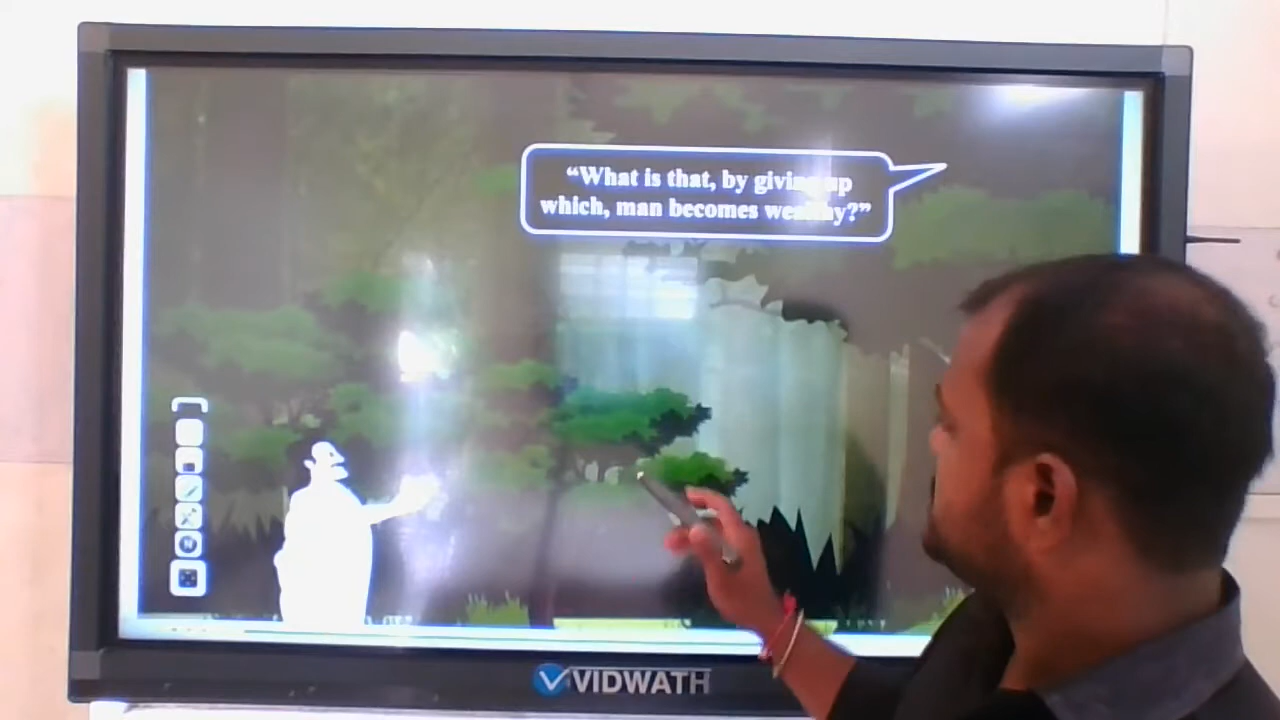 “What is that, by giving up
which, man becomes wealthy?”
VIDWATH